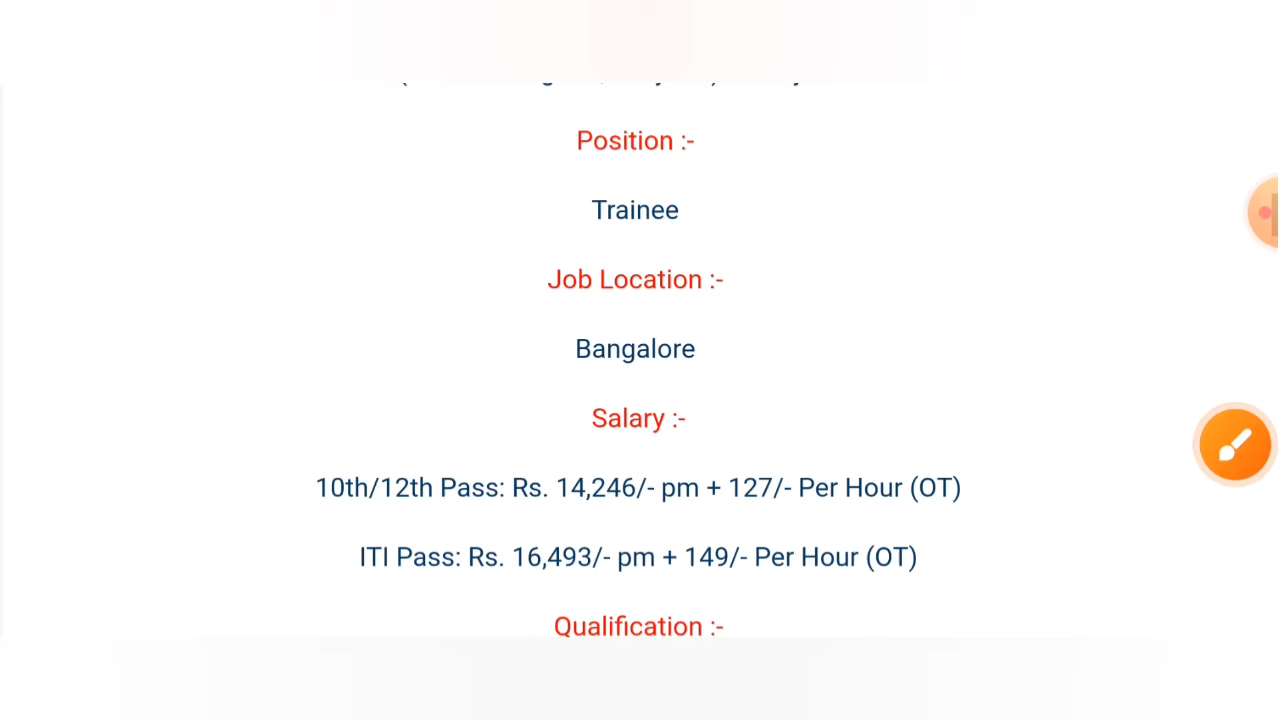 Position :-
Trainee
Job Location :-
Bangalore
Salary :-
10th/12th Pass: Rs. 14,246/- pm + 127/- Per Hour (OT)
ITI Pass: Rs. 16,493/- pm + 149/- Per Hour (OT)
Qualification :-